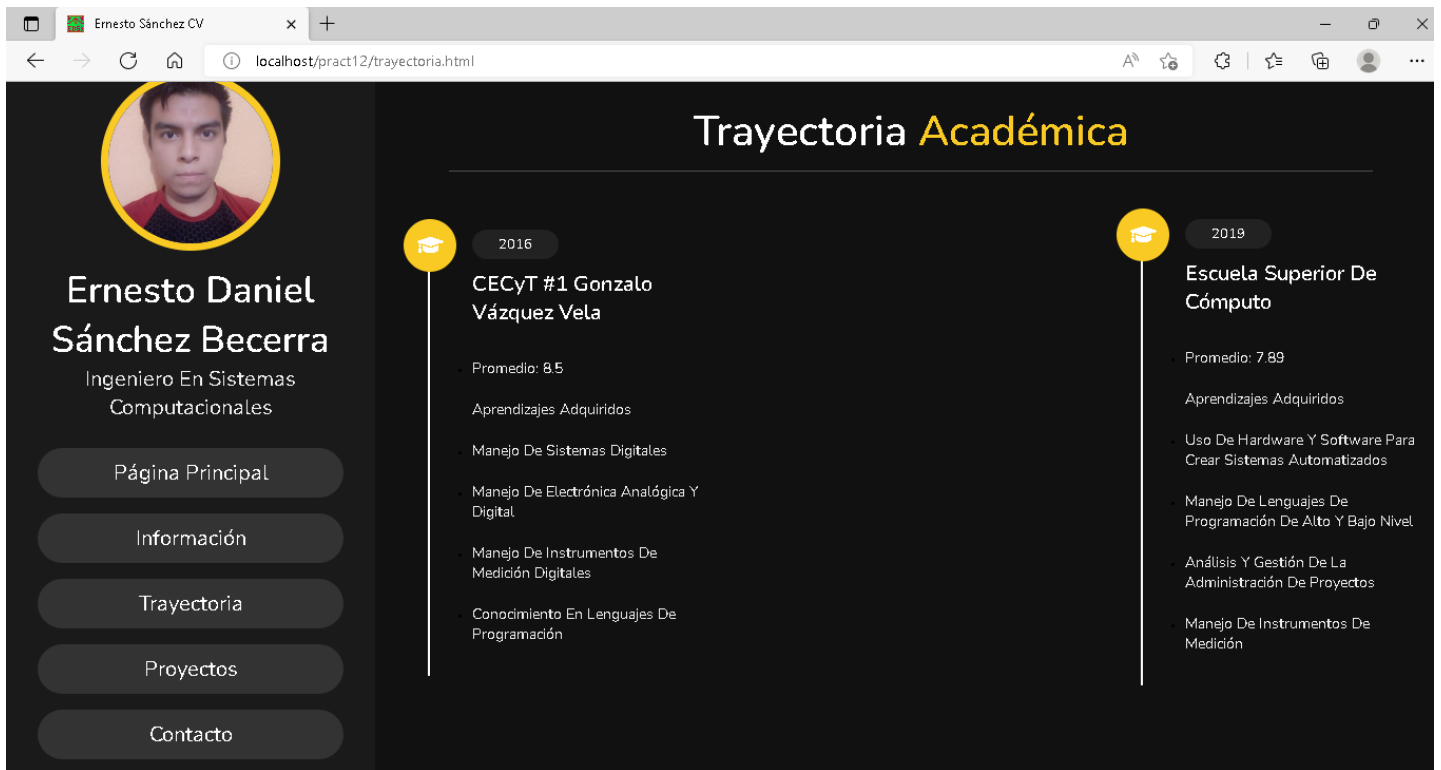 Ernesto Sánchez CV
localhost/pract12/trayectoria.html
Ernesto Daniel
Sánchez Becerra
Ingeniero En Sistemas
Computacionales
Página Principal
Información
Trayectoria
Proyectos
Contacto
Trayectoria Académica
2016
CECyT #1 Gonzalo
Vázquez Vela
Promedio: 8.5
Aprendizajes Adquiridos
Manejo De Sistemas Digitales
Manejo De Electrónica Analógica Y
Digital
Manejo De Instrumentos De
Medición Digitales
Conocimiento En Lenguajes De
Programación
2019
Escuela Superior De
Cómputo
Promedio: 7.89
Aprendizajes Adquiridos
Uso De Hardware Y Software Para
Crear Sistemas Automatizados
Manejo De Lenguajes De
Programación De Alto Y Bajo Nivel
Análisis Y Gestión De La
Administración De Proyectos
Manejo De Instrumentos De
Medición